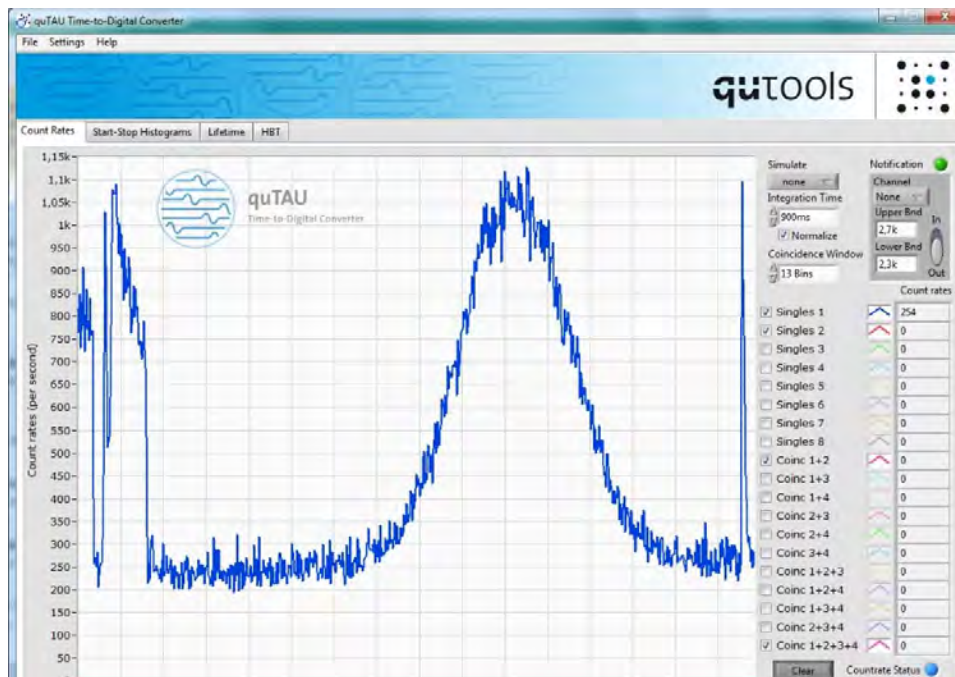 quTAU Time-to-Digital Converter
File Settings Help
qutools
Count Rates Start-Stop Histograms Lifetime HBT
quTAU
Time-to-Digital Converter
Count rates (per second)
1,15k
1,1k
1,05k
1k
950
900
850
800
750
700
650
600
550
500
450
400
350
300
250
200
150
100
50
Simulate
none
Integration Time
900ms
Normalize
Coincidence Window
13 Bins
Notification
Channel
None
Upper Bnd
2,7k
Lower Bnd
2,3k
In
Out
Count rates
Singles 1 254
Singles 2 0
Singles 3 0
Singles 4 0
Singles 5 0
Singles 6 0
Singles 7 0
Singles 8 0
Coinc 1+2 0
Coinc 1+3 0
Coinc 1+4 0
Coinc 2+3 0
Coinc 2+4 0
Coinc 3+4 0
Coinc 1+2+3 0
Coinc 1+2+4 0
Coinc 1+3+4 0
Coinc 2+3+4 0
Coinc 1+2+3+4 0
Clear Countrate Status